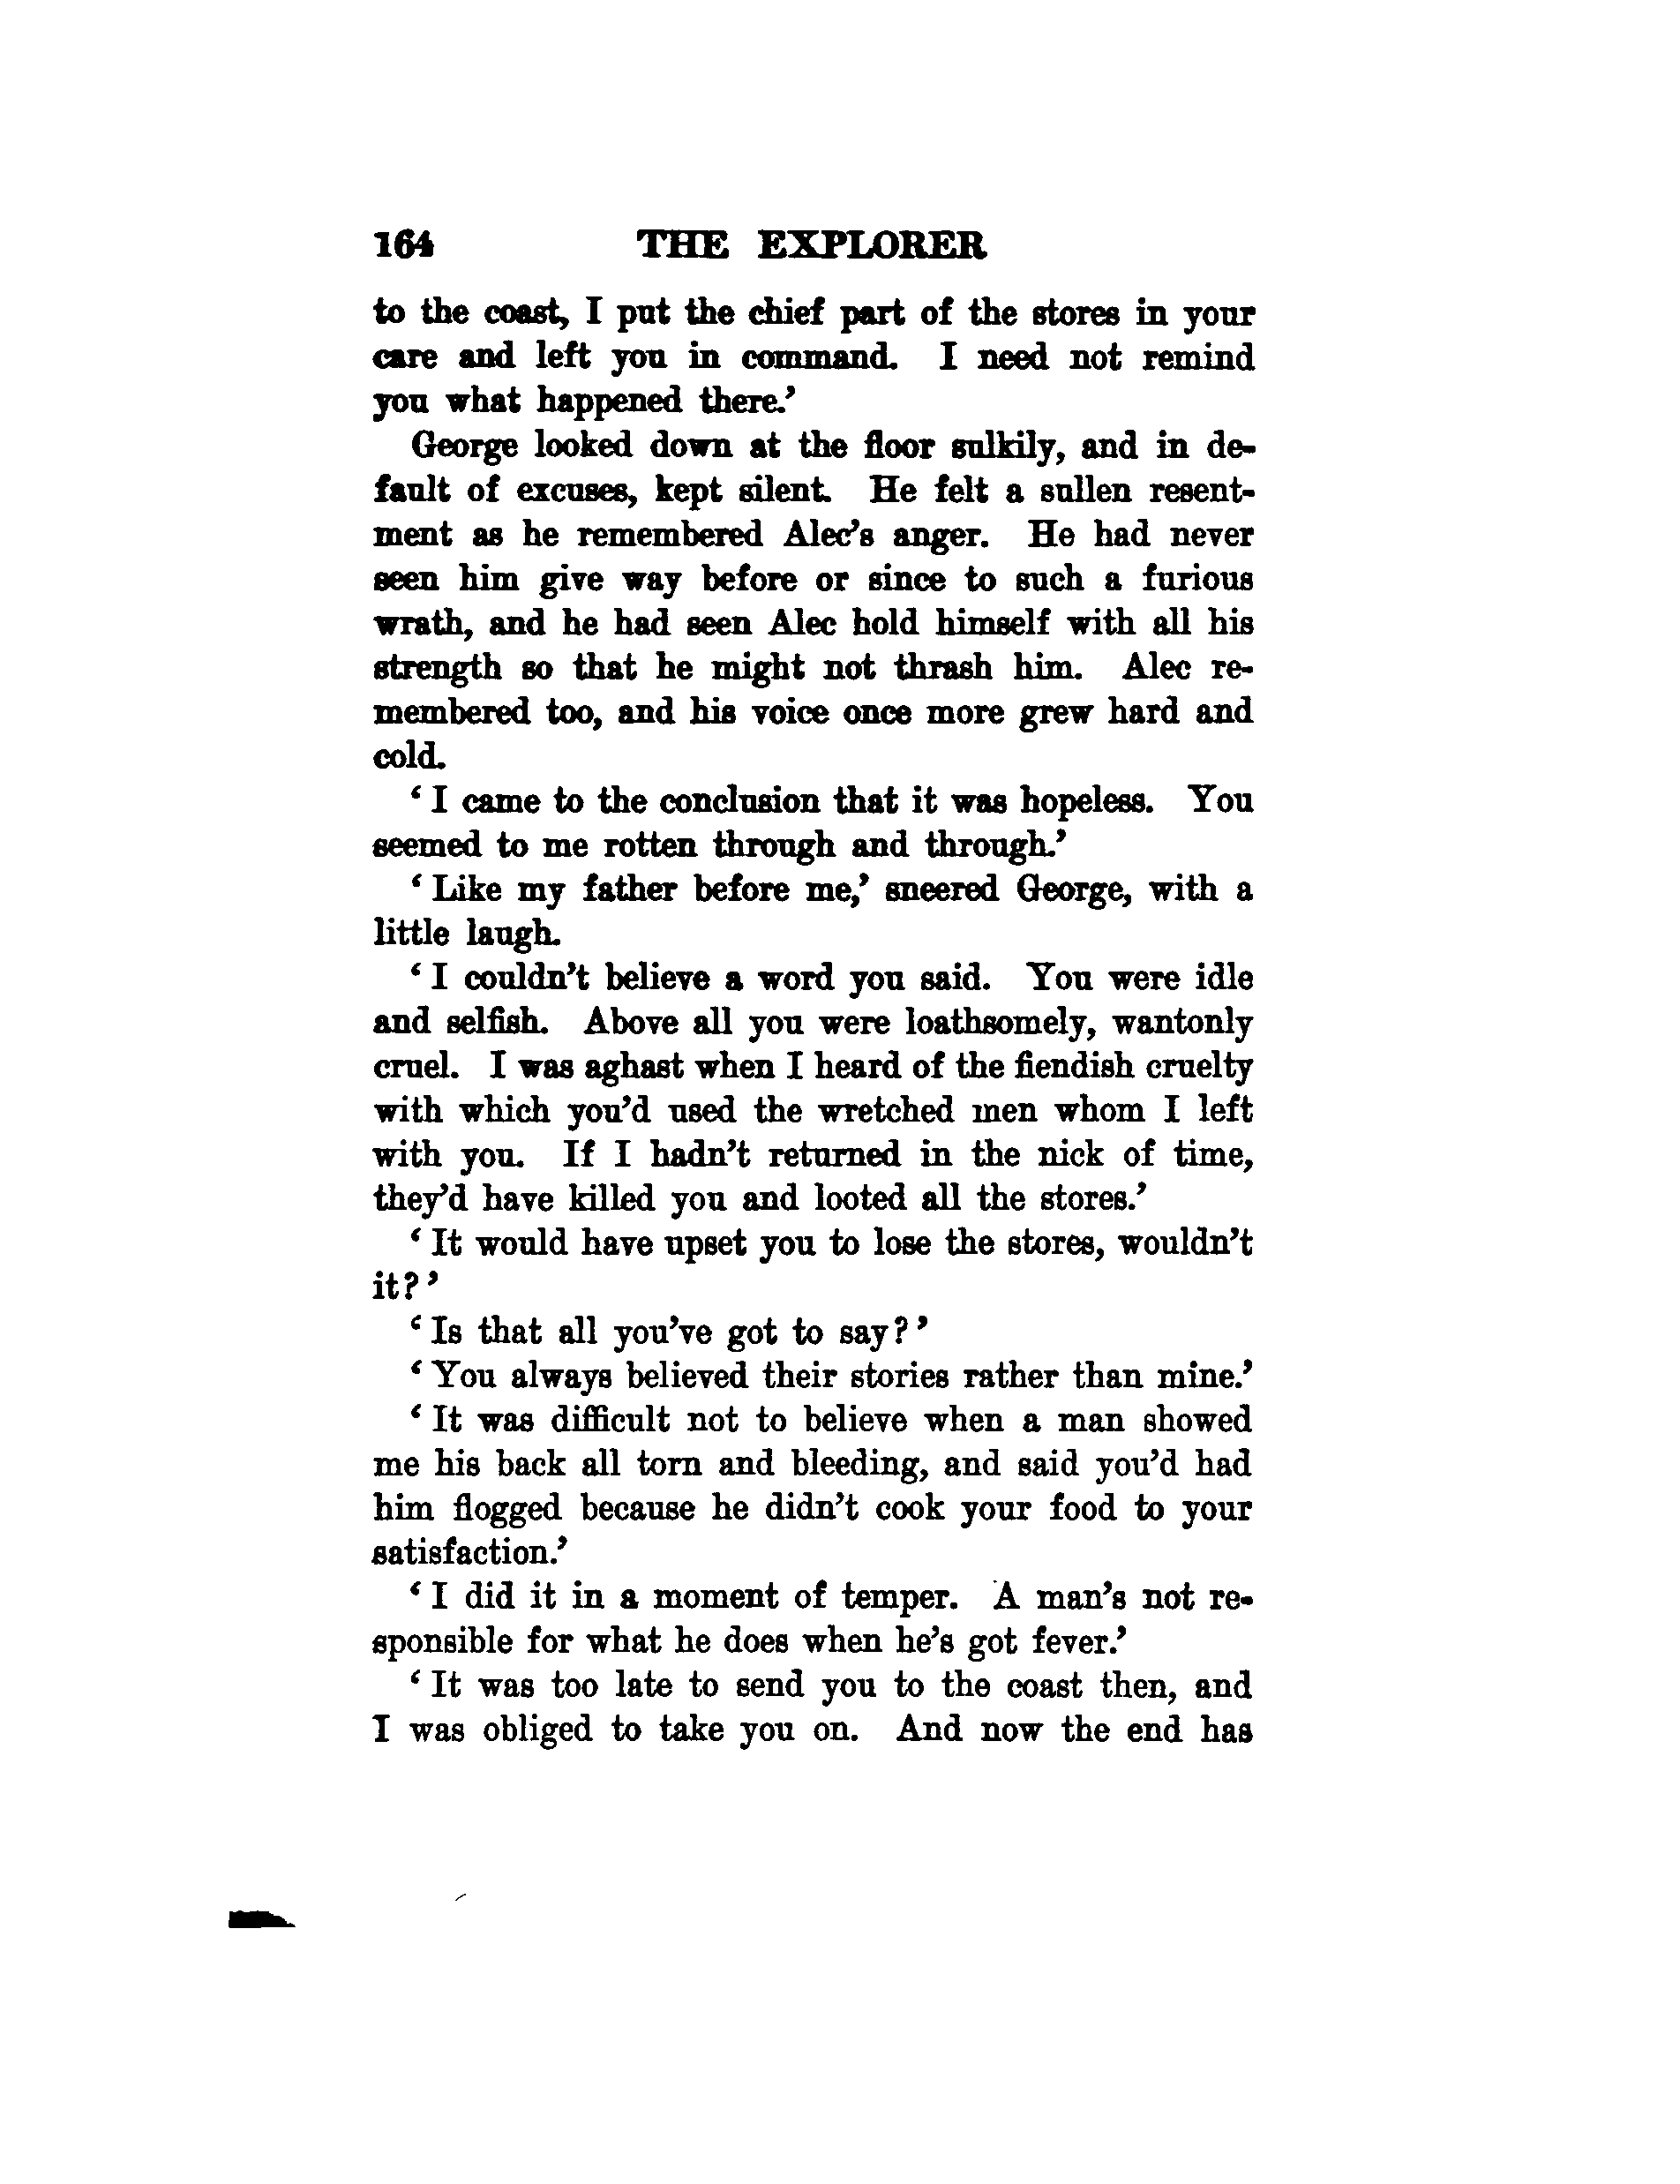 164 THE EXPLORER
to the coast, I put the chief part of the stores in your
care and left you in command. I need not remind
you what happened there.’
George looked down at the floor sulkily, and in de-
fault of excuses, kept silent. He felt a sullen resent-
ment as he remembered Alec’s anger. He had never
seen him give way before or since to such a furious
wrath, and he had seen Alec hold himself with all his
strength so that he might not thrash him. Alec re-
membered too, and his voice once more grew hard and
cold.
‘I came to the conclusion that it was hopeless. You
seemed to me rotten through and through.’
‘Like my father before me,’ sneered George, with a
little laugh.
‘I couldn’t believe a word you said. You were idle
and selfish. Above all you were loathsomely, wantonly
cruel. I was aghast when I heard of the fiendish cruelty
with which you’d used the wretched men whom I left
with you. If I hadn’t returned in the nick of time,
they’d have killed you and looted all the stores.’
‘It would have upset you to lose the stores, wouldn’t
it?’
‘Is that all you’ve got to say?’
‘You always believed their stories rather than mine.’
‘It was difficult not to believe when a man showed
me his back all torn and bleeding, and said you’d had
him flogged because he didn’t cook your food to your
satisfaction.’
‘I did it in a moment of temper. A man’s not re-
sponsible for what he does when he’s got fever.’
‘It was too late to send you to the coast then, and
I was obliged to take you on. And now the end has